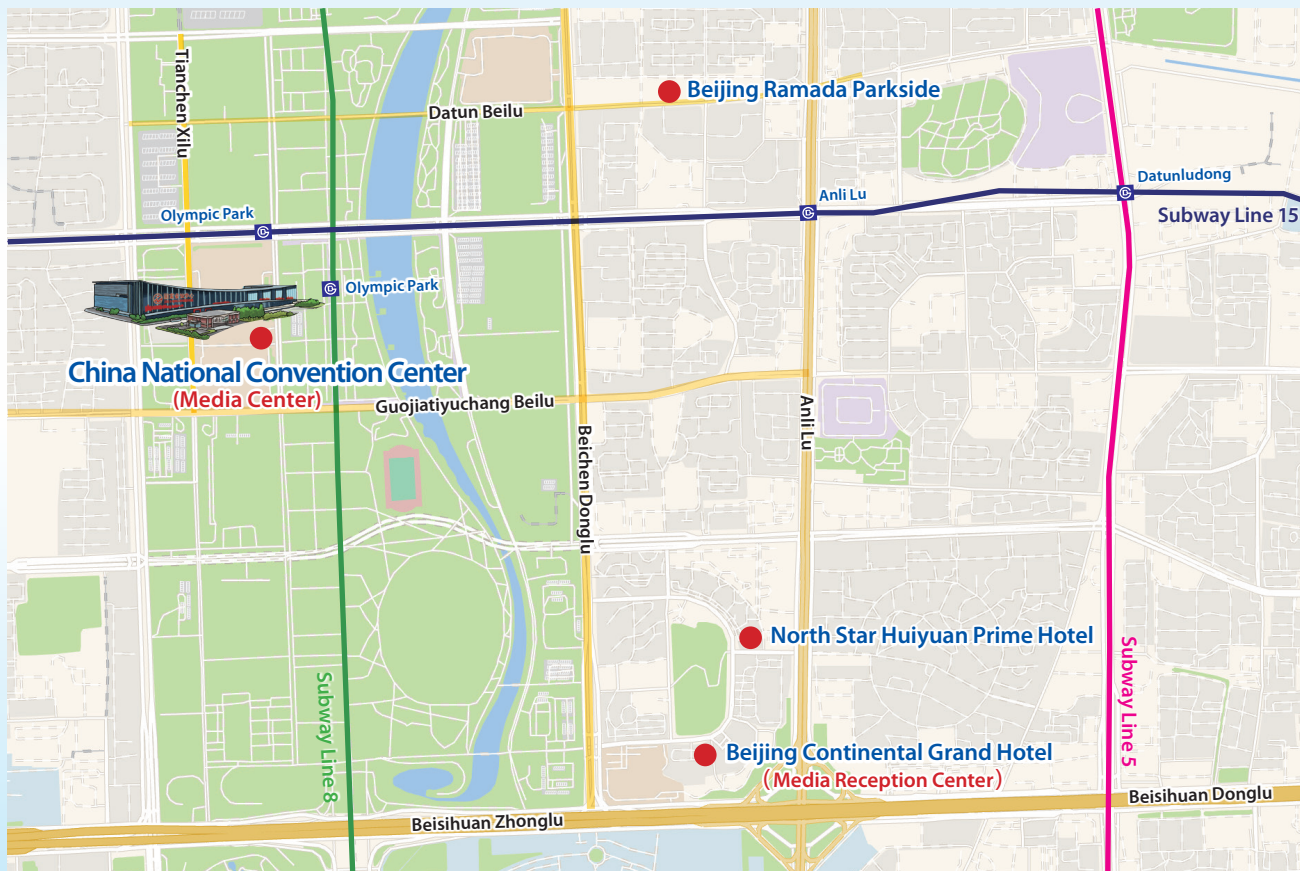 Tianchen Xilu
Beijing Ramada Parkside
Datun Beilu
Datunludong
Anli Lu
Olympic Park
Subway Line 15
Olympic Park
China National Convention Center
(Media Center)
Guojiatiyuchang Beilu
Anli Lu
Beichen Donglu
North Star Huiyuan Prime Hotel
Subway Line 5
Subway Line 8
Beijing Continental Grand Hotel
(Media Reception Center)
Beisihuan Donglu
Beisihuan Zhonglu